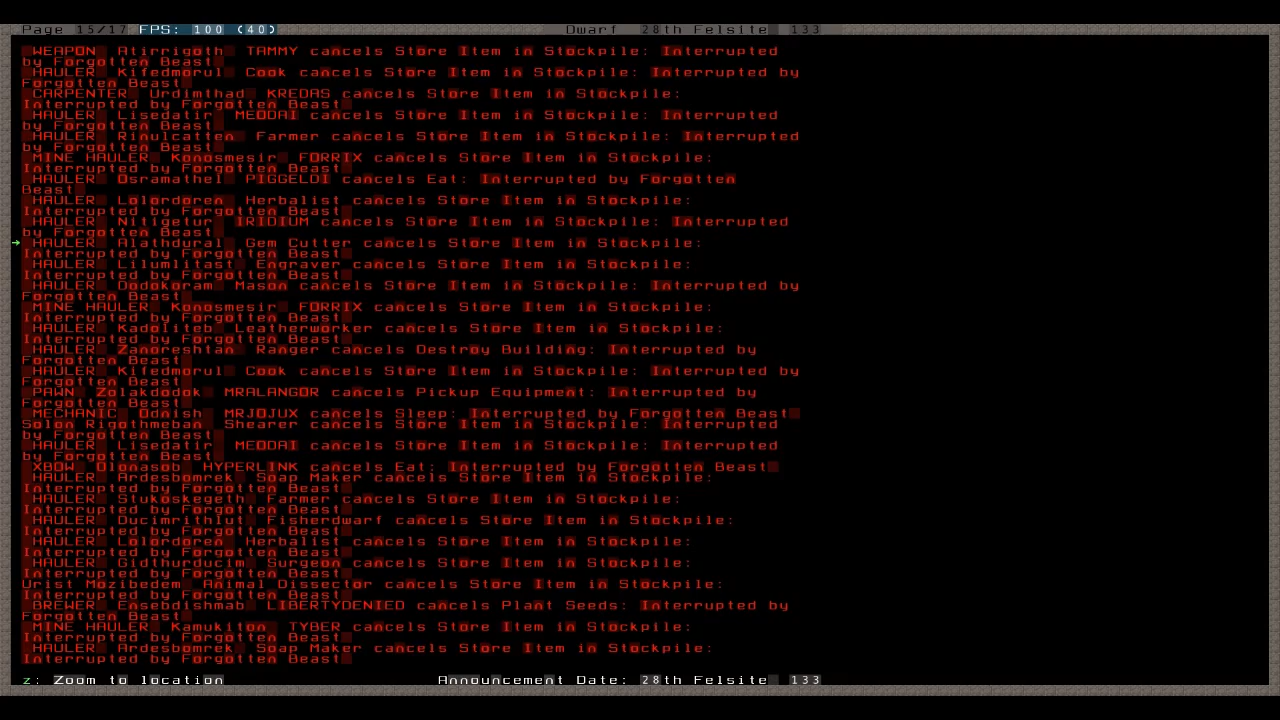 Page 15/17 FPS: 100 (40) Dwarf 28th Felsite 133
WEAPON Atirrigoth TAMMY cancels Store Item in Stockpile: Interrupted
by Forgotten Beast
HAULER Kifedmorul Cook cancels Store Item in Stockpile: Interrupted by
Forgotten Beast
CARPENTER Urdimthad KREDAS cancels Store Item in Stockpile:
Interrupted by Forgotten Beast
HAULER Lisedatir MEODAI cancels Store Item in Stockpile: Interrupted
by Forgotten Beast
HAULER Rinulcatten Farmer cancels Store Item in Stockpile: Interrupted
by Forgotten Beast
MINE HAULER Konosmesir FORRIX cancels Store Item in Stockpile:
Interrupted by Forgotten Beast
HAULER Osramathel PIGGELDI cancels Eat: Interrupted by Forgotten
Beast
HAULER Lolordoren Herbalist cancels Store Item in Stockpile:
Interrupted by Forgotten Beast
HAULER Nitigetur IRIDIUM cancels Store Item in Stockpile: Interrupted
by Forgotten Beast
HAULER Alathdural Gem Cutter cancels Store Item in Stockpile:
Interrupted by Forgotten Beast
HAULER Lilumlitast Engraver cancels Store Item in Stockpile:
Interrupted by Forgotten Beast
HAULER Dodokoram Mason cancels Store Item in Stockpile: Interrupted by
Forgotten Beast
MINE HAULER Konosmesir FORRIX cancels Store Item in Stockpile:
Interrupted by Forgotten Beast
HAULER Kadoliteb Leatherworker cancels Store Item in Stockpile:
Interrupted by Forgotten Beast
HAULER Zanoreshtan Ranger cancels Destroy Building: Interrupted by
Forgotten Beast
HAULER Kifedmorul Cook cancels Store Item in Stockpile: Interrupted by
Forgotten Beast
PAWN Zolakdodok MRALANGOR cancels Pickup Equipment: Interrupted by
Forgotten Beast
MECHANIC Odnish MRJOJUX cancels Sleep: Interrupted by Forgotten Beast
Solon Rigothmeban Shearer cancels Store Item in Stockpile: Interrupted
by Forgotten Beast
HAULER Lisedatir MEODAI cancels Store Item in Stockpile: Interrupted
by Forgotten Beast
XBOW Olonasob HYPERLINK cancels Eat: Interrupted by Forgotten Beast
HAULER Ardesbomrek Soap Maker cancels Store Item in Stockpile:
Interrupted by Forgotten Beast
HAULER Stukoskegeth Farmer cancels Store Item in Stockpile:
Interrupted by Forgotten Beast
HAULER Ducimrithlut Fisherdwarf cancels Store Item in Stockpile:
Interrupted by Forgotten Beast
HAULER Lolordoren Herbalist cancels Store Item in Stockpile:
Interrupted by Forgotten Beast
HAULER Gidthurducim Surgeon cancels Store Item in Stockpile:
Interrupted by Forgotten Beast
Urist Mozibedem Animal Dissector cancels Store Item in Stockpile:
Interrupted by Forgotten Beast
BREWER Ensebdishmab LIBERTYDENIED cancels Plant Seeds: Interrupted by
Forgotten Beast
MINE HAULER Kamukiton TYBER cancels Store Item in Stockpile:
Interrupted by Forgotten Beast
HAULER Ardesbomrek Soap Maker cancels Store Item in Stockpile:
Interrupted by Forgotten Beast
z: Zoom to location Announcement Date: 28th Felsite 133